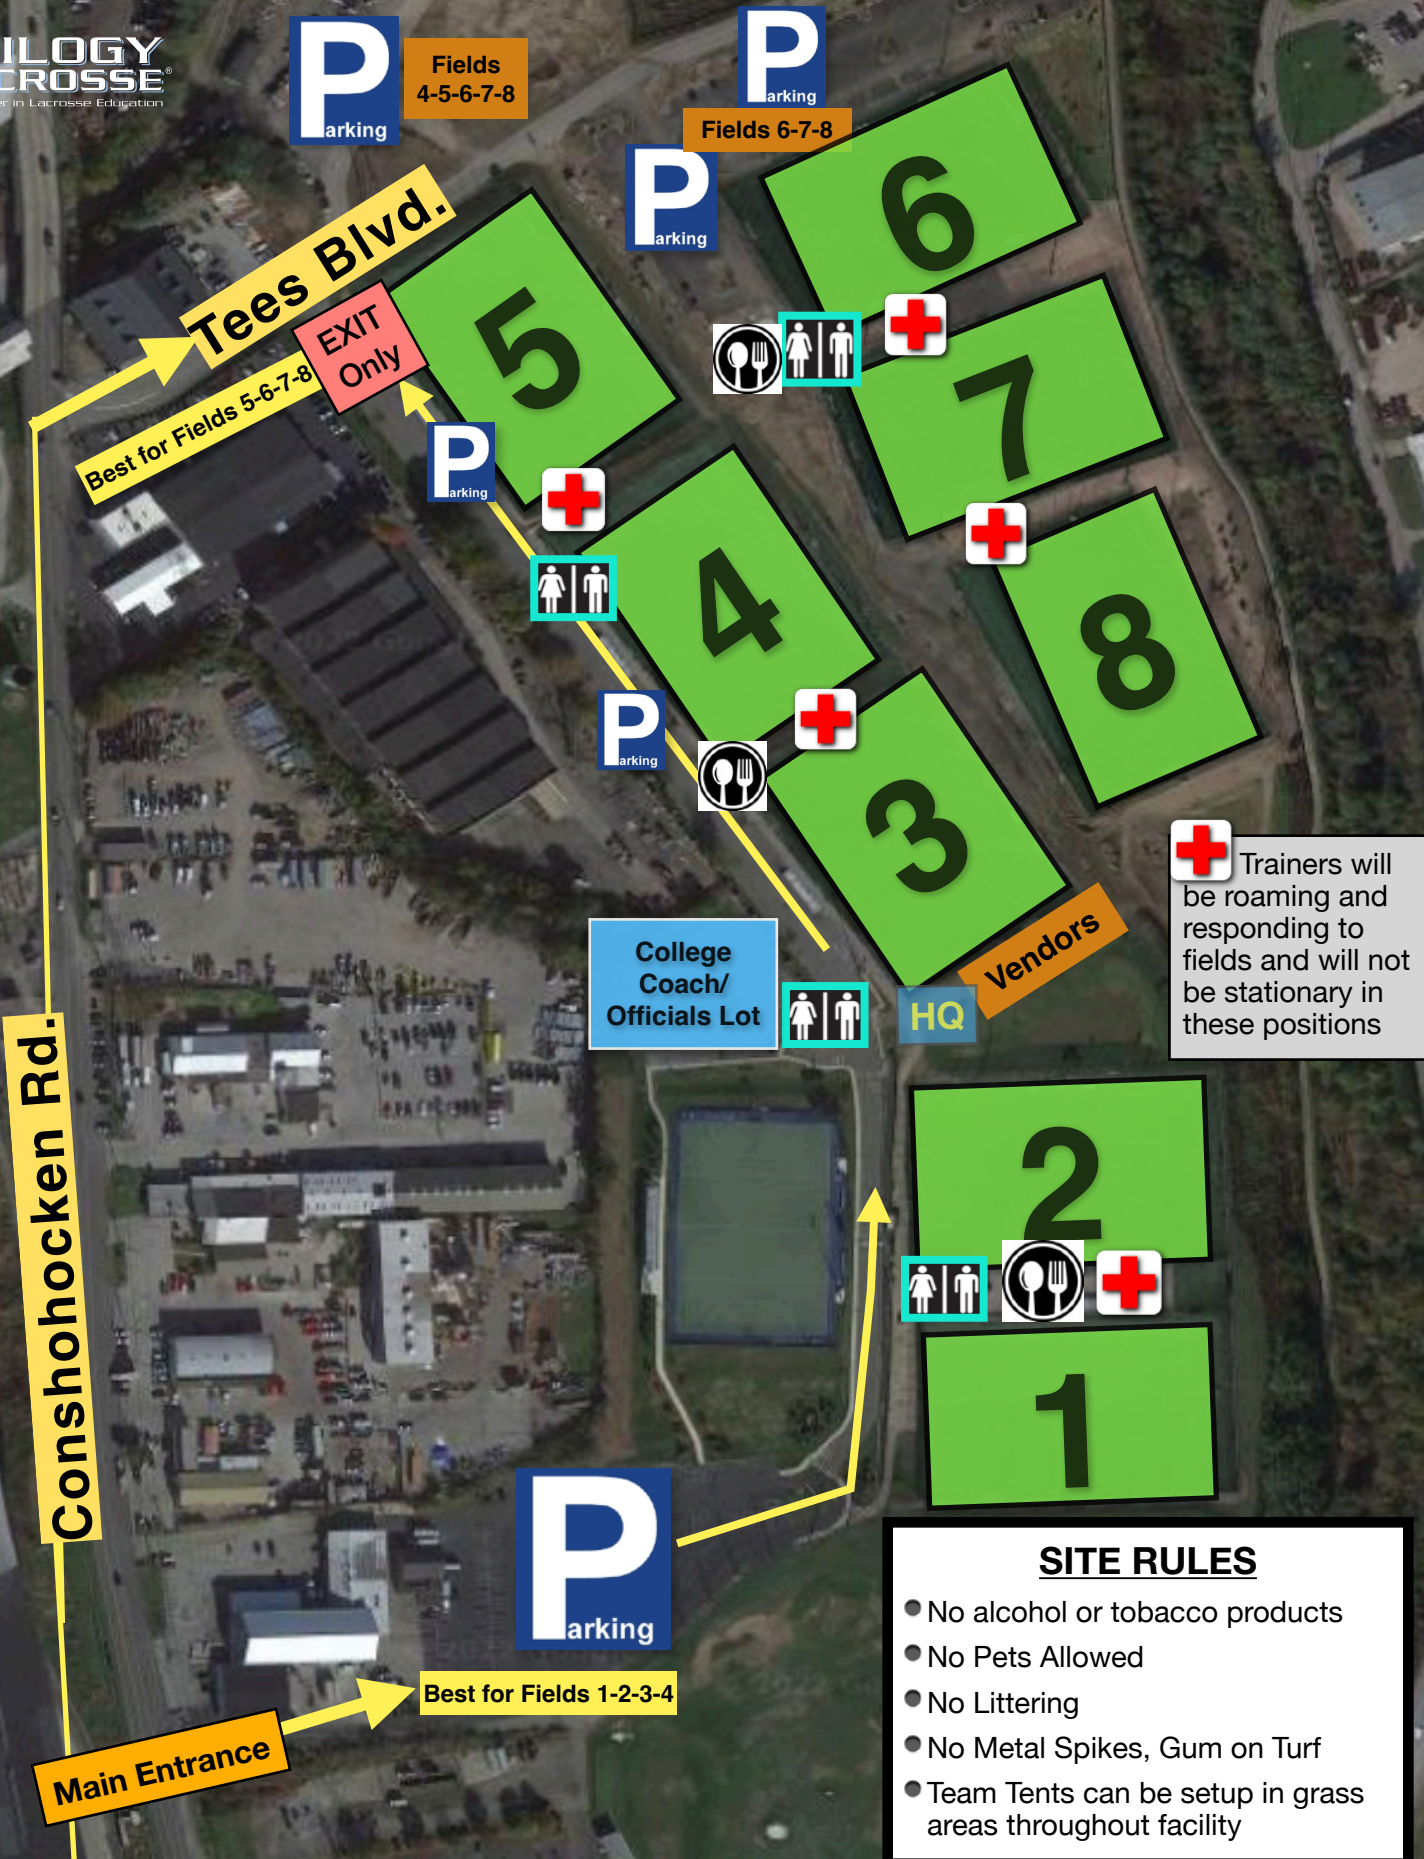 ILOGY
CROSSE®
er in Lacrosse Education
Parking
Fields
4-5-6-7-8
Parking
Fields 6-7-8
Parking
6
Tees Blvd.
5
EXIT
Only
7
Best for Fields 5-6-7-8
Parking
4
8
Parking
3
Trainers will
be roaming and
responding to
fields and will not
be stationary in
these positions
College
Coach/
Officials Lot
Vendors
HQ
Conshohocken Rd.
2
1
Parking
Best for Fields 1-2-3-4
Main Entrance
SITE RULES
No alcohol or tobacco products
No Pets Allowed
No Littering
No Metal Spikes, Gum on Turf
Team Tents can be setup in grass
areas throughout facility